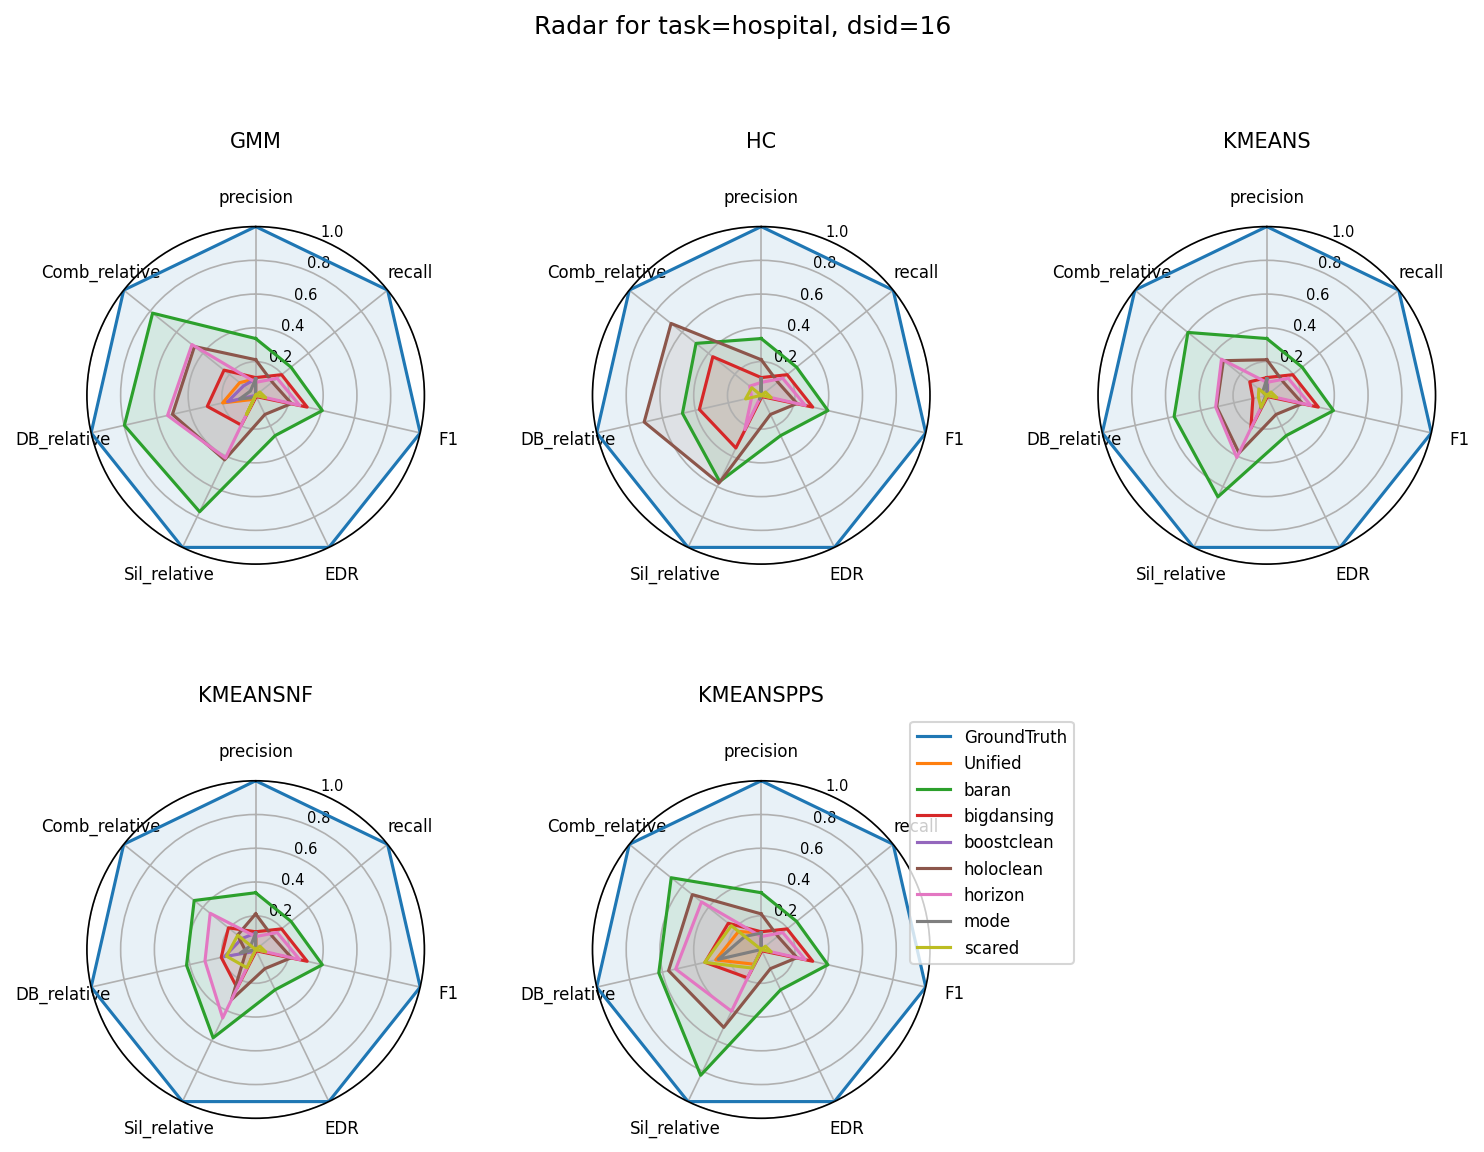 Radar for task=hospital, dsid=16
GMM
precision
recall
F1
EDR
Sil_relative
DB_relative
Comb_relative
0.2
0.4
0.6
0.8
1.0
HC
precision
recall
F1
EDR
Sil_relative
DB_relative
Comb_relative
0.2
0.4
0.6
0.8
1.0
KMEANS
precision
recall
F1
EDR
Sil_relative
DB_relative
Comb_relative
0.2
0.4
0.6
0.8
1.0
KMEANSNF
precision
recall
F1
EDR
Sil_relative
DB_relative
Comb_relative
0.2
0.4
0.6
0.8
1.0
KMEANSPPS
precision
recall
F1
EDR
Sil_relative
DB_relative
Comb_relative
0.2
0.4
0.6
0.8
1.0
GroundTruth
Unified
baran
bigdansing
boostclean
holoclean
horizon
mode
scared